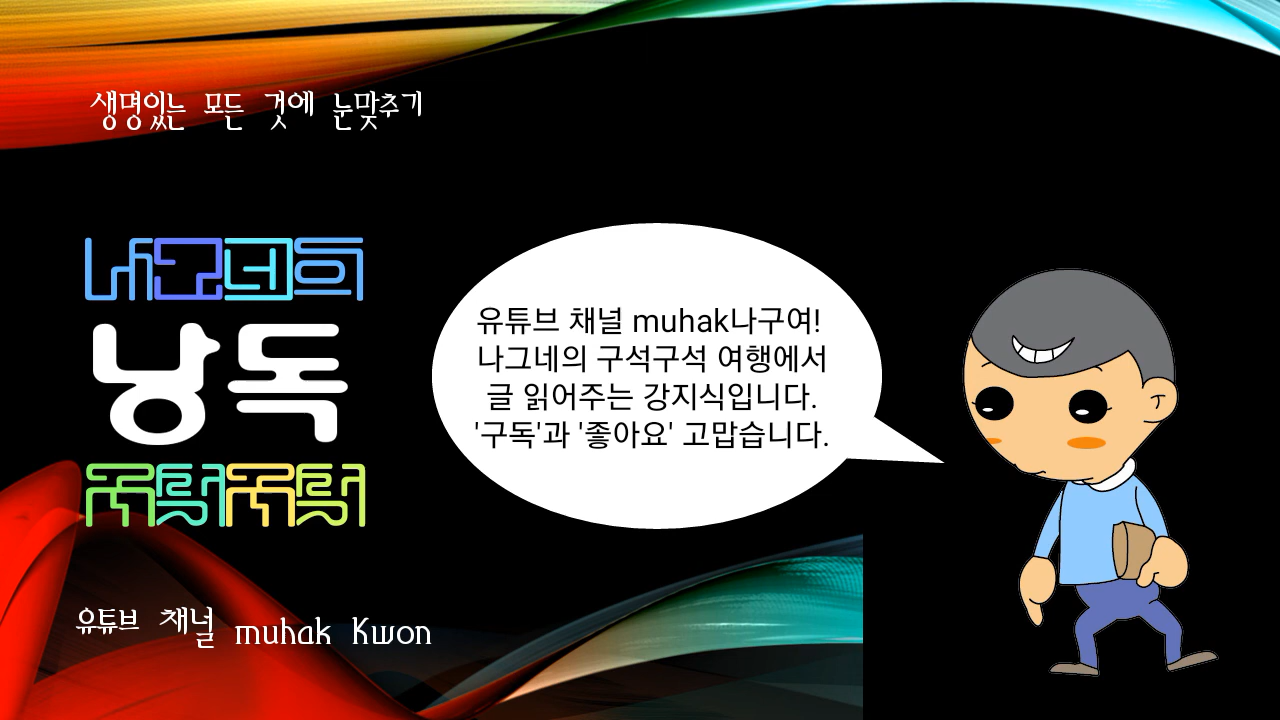 생명있는 모든 것에 눈맞추기
나그네의
낭독
구석구석
유튜브 채널 muhak나구여!
나그네의 구석구석 여행에서
글 읽어주는 강지식입니다.
'구독'과 '좋아요' 고맙습니다.
유튜브 채널 muhak Kwon